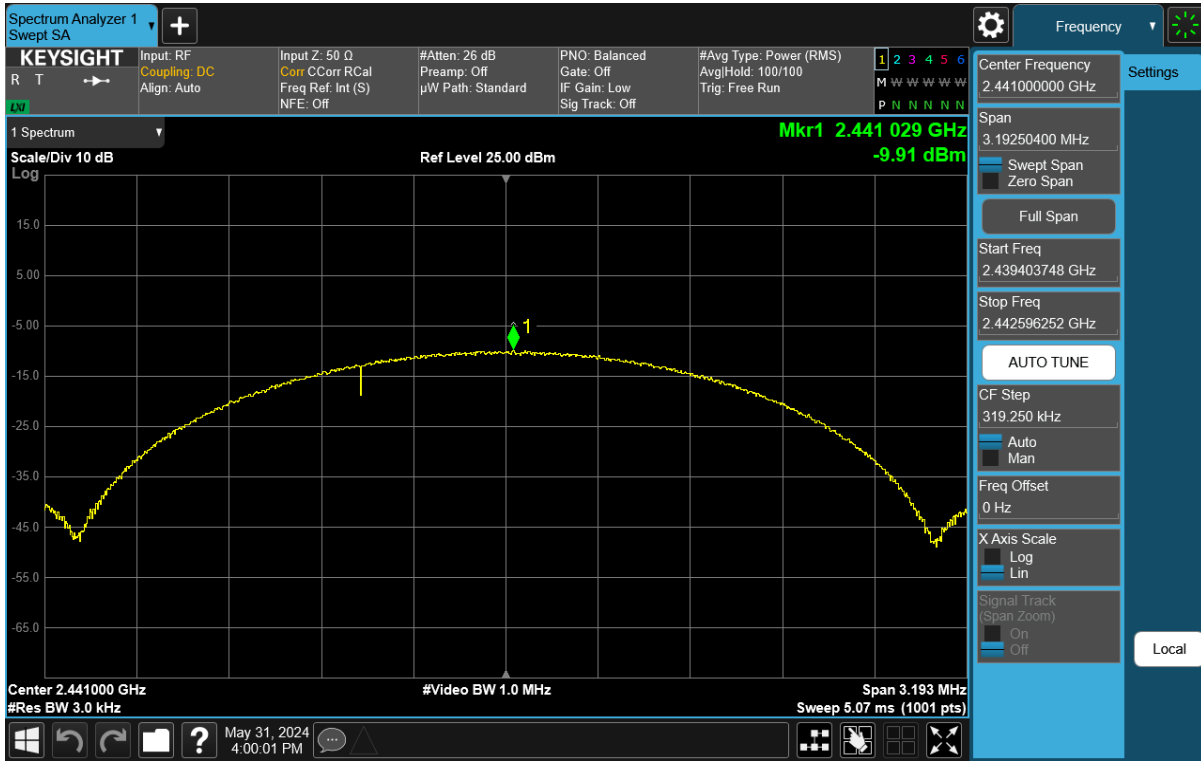 Spectrum Analyzer 1
Swept SA
Frequency
KEYSIGHT
R T
LXI
Input: RF
Coupling: DC
Align: Auto
Input Z: 50 Ω
Corr CCorr RCal
Freq Ref: Int (S)
NFE: Off
#Atten: 26 dB
Preamp: Off
µW Path: Standard
PNO: Balanced
Gate: Off
IF Gain: Low
Sig Track: Off
#Avg Type: Power (RMS)
Avg|Hold: 100/100
Trig: Free Run
1 2 3 4 5 6
M W W W W W
P N N N N N
1 Spectrum
Mkr1 2.441 029 GHz
Scale/Div 10 dB
Ref Level 25.00 dBm
-9.91 dBm
Log
15.0
5.00
-5.00
1
-15.0
-25.0
-35.0
-45.0
-55.0
-65.0
Center 2.441000 GHz
#Video BW 1.0 MHz
Span 3.193 MHz
#Res BW 3.0 kHz
Sweep 5.07 ms (1001 pts)
?
May 31, 2024
4:00:01 PM
Center Frequency
2.441000000 GHz
Settings
Span
3.19250400 MHz
Swept Span
Zero Span
Full Span
Start Freq
2.439403748 GHz
Stop Freq
2.442596252 GHz
AUTO TUNE
CF Step
319.250 kHz
Auto
Man
Freq Offset
0 Hz
X Axis Scale
Log
Lin
Signal Track
(Span Zoom)
On
Off
Local